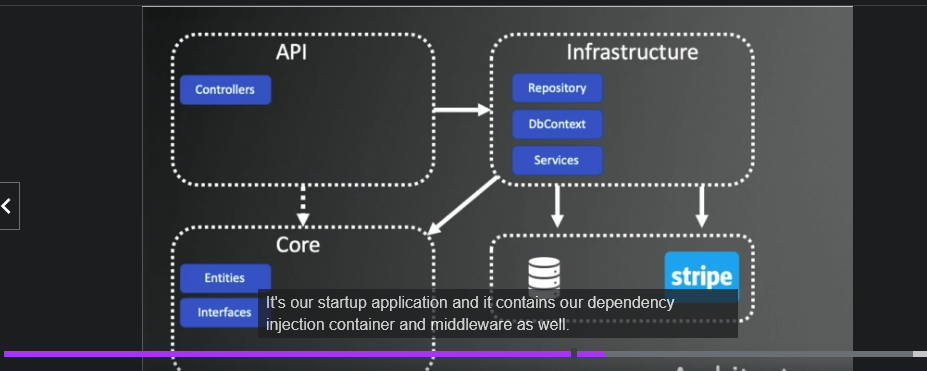 API
Controllers
Infrastructure
Repository
DbContext
Services
Core
Entities
Interfaces
stripe
It's our startup application and it contains our dependency
injection container and middleware as well.